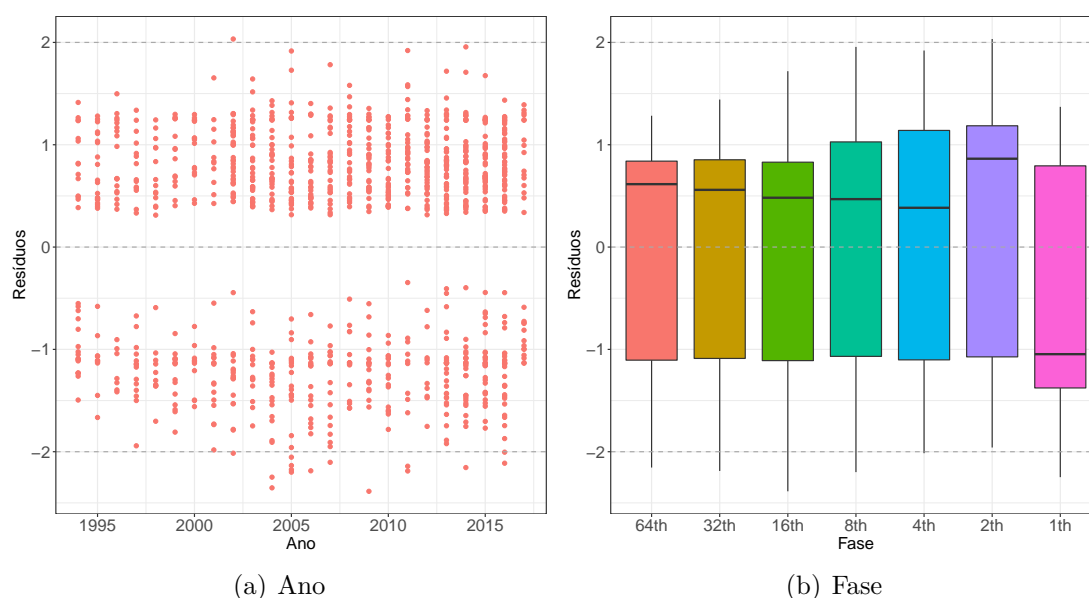 2
1
0
−1
−2
Resíduos
1995
2000
2005
2010
2015
Ano
(a) Ano
2
1
0
−1
−2
Resíduos
64th
32th
16th
8th
4th
2th
1th
Fase
(b) Fase